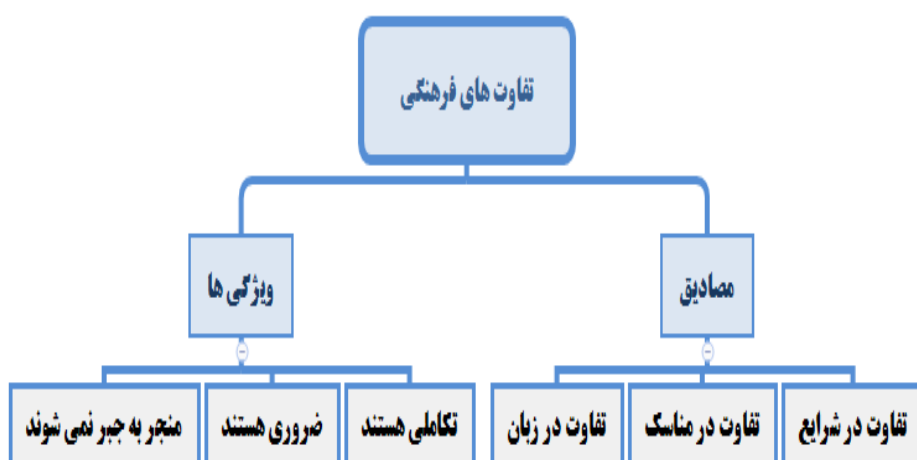 تفاوت های فرهنگی
مصادیق
ویژگی ها
تفاوت در شرایع
تفاوت در مناسک
تفاوت در زبان
تکاملی هستند
ضروری هستند
منجر به جبر نمی شوند